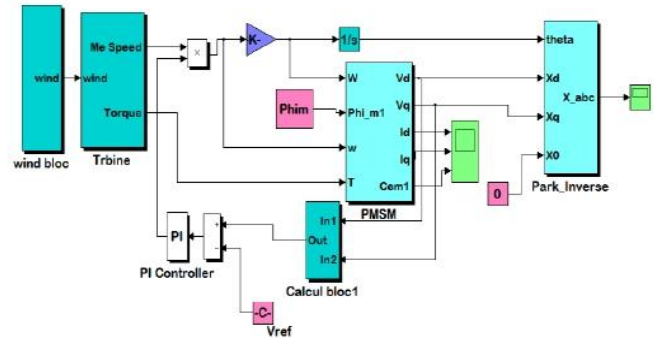 wind
wind bloc
Me Speed
wind
Torque
Trbine
×
K-
1/s
Phim
W
Phi_m1
w
T
Vd
Vq
Id
Iq
Cem1
PMSM
theta
Xd
Xq
X0
X_abc
Park_Inverse
0
PI
PI Controller
+
−
In1
Out
In2
Calcul bloc1
-C-
Vref